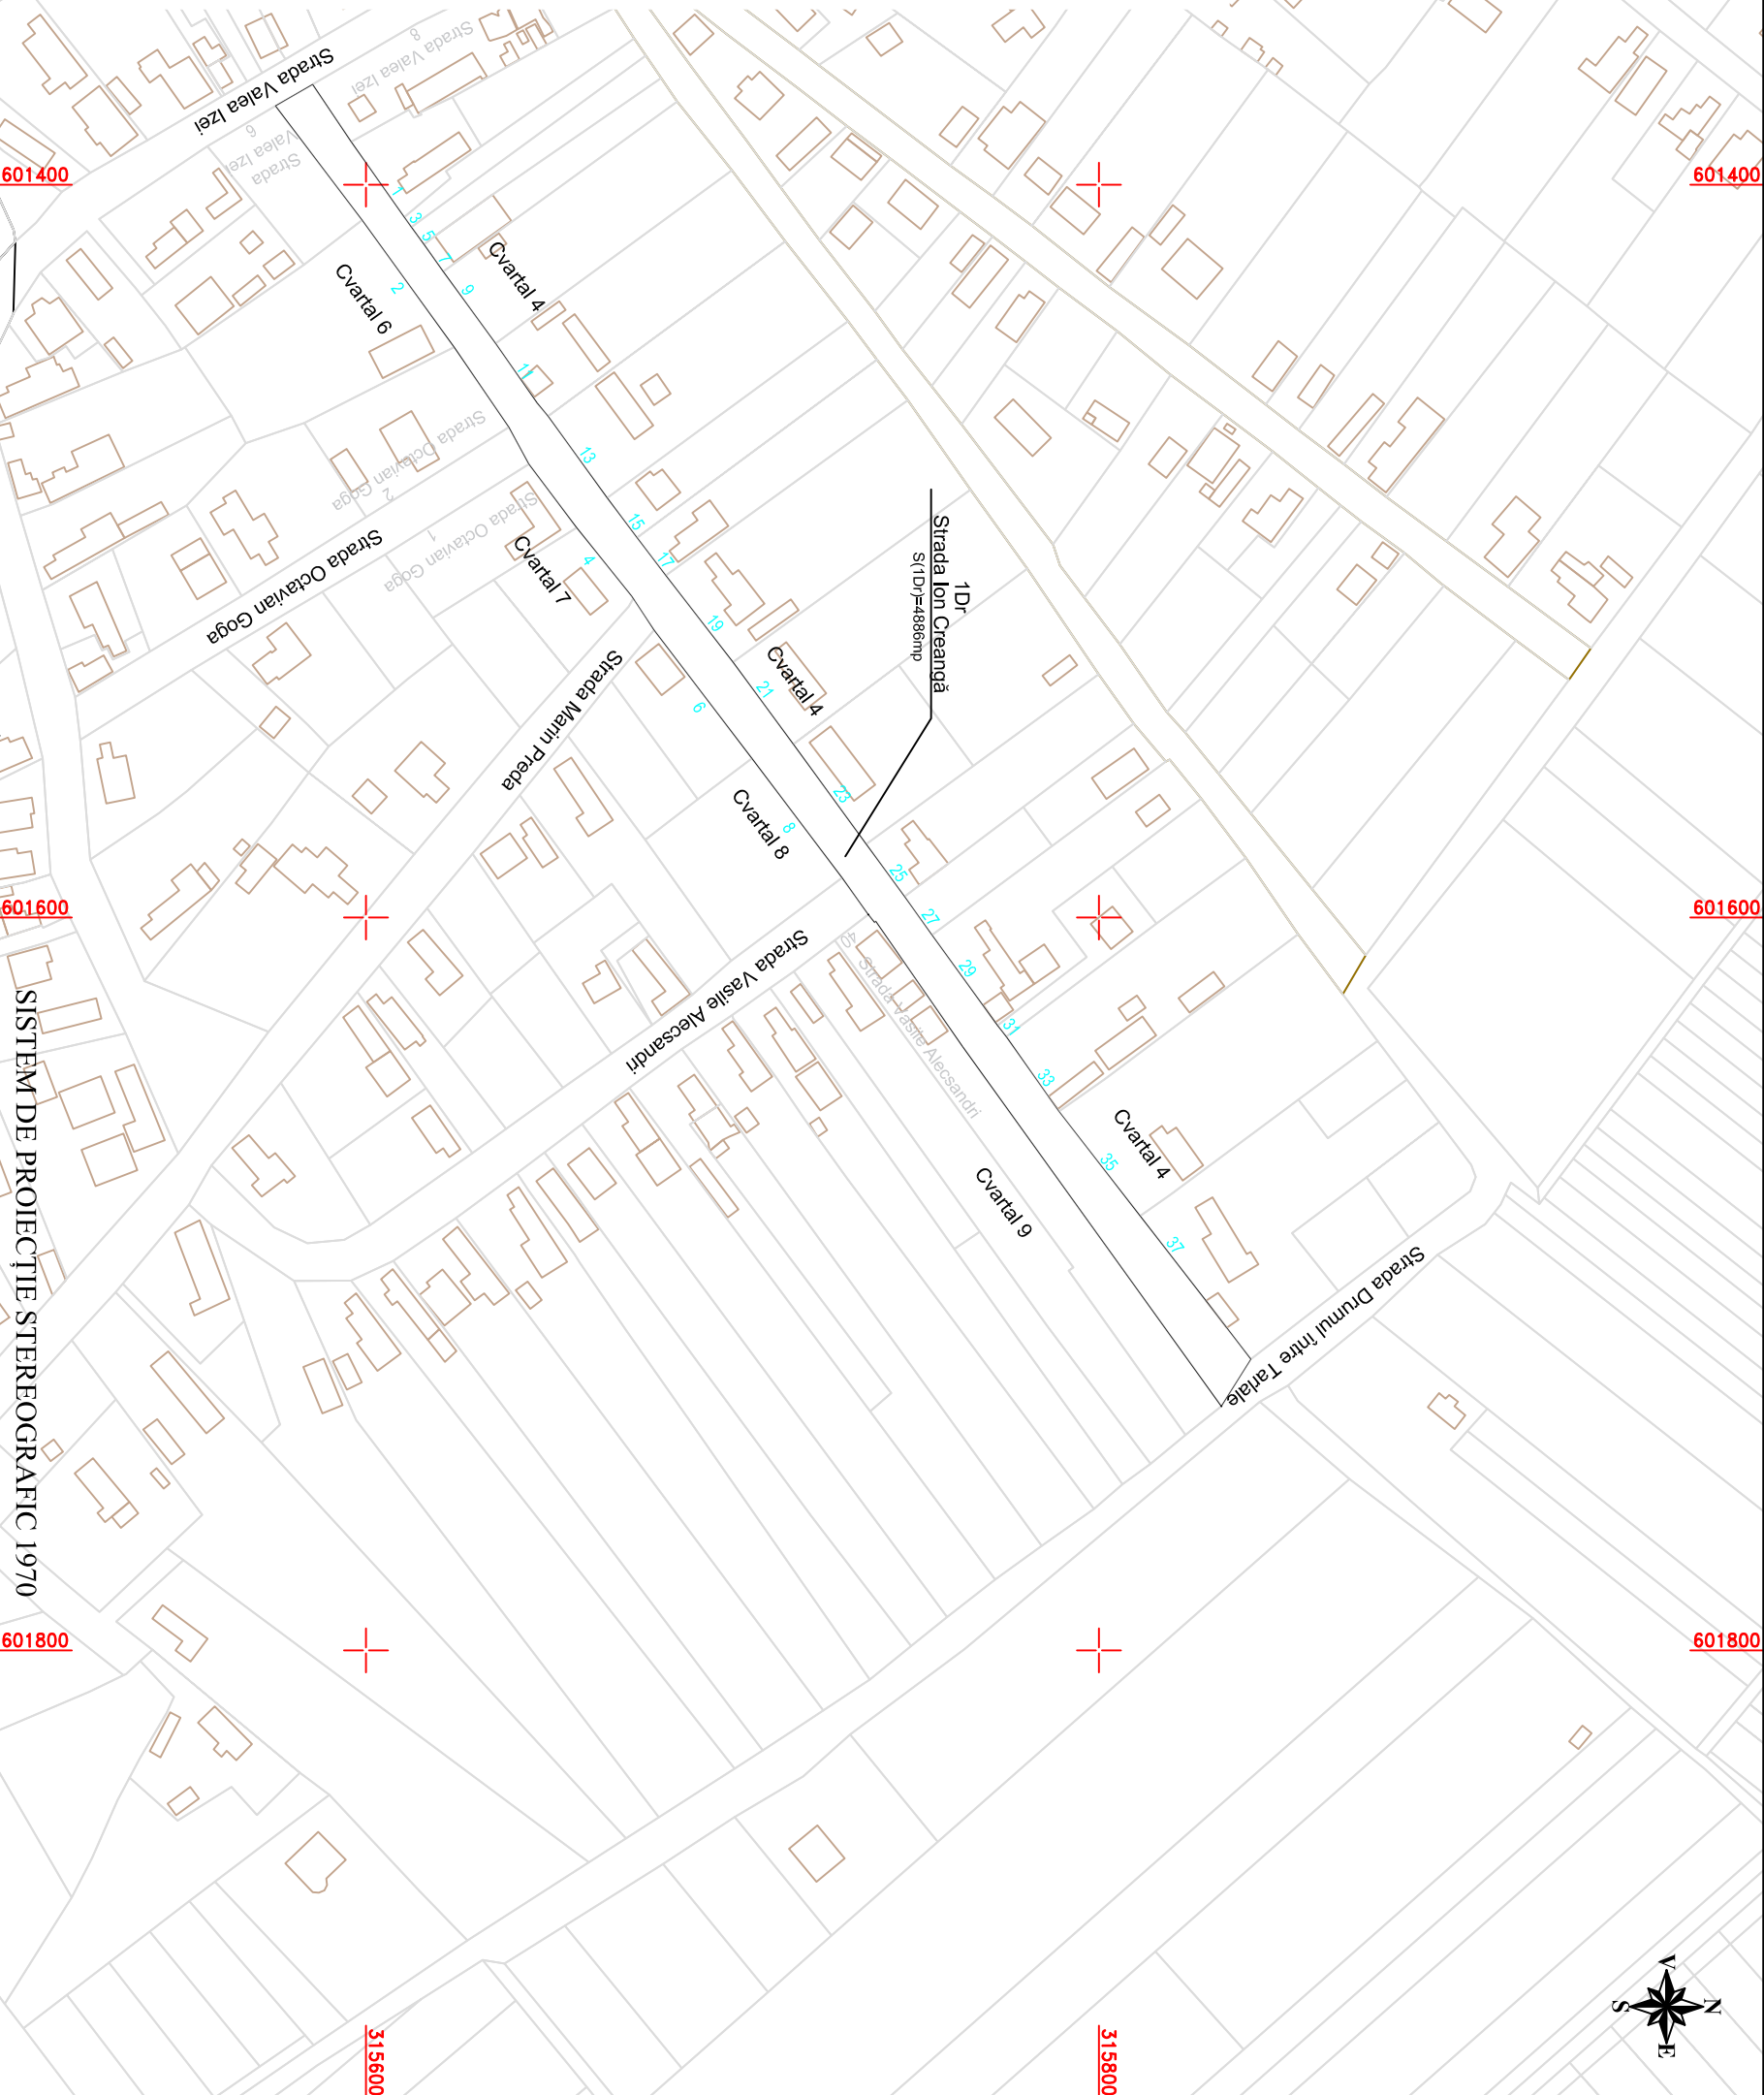 Strada Valea Izei
8
Strada Valea Izei
6
Strada
Valea Izei
601400
601400
1
3
5
7
9
2
Cvartal 4
Cvartal 6
11
13
Strada Octavian Goga
2
Strada Octavian Goga
1
Strada Octavian Goga
15
17
4
Cvartal 7
1Dr
Strada Ion Creangă
S(1Dr)=4886mp
19
21
Cvartal 4
6
Strada Marin Preda
23
8
Cvartal 8
25
27
601600
601600
Strada Vasile Alecsandri
40
Strada Vasile Alecsandri
29
31
33
Cvartal 4
35
Cvartal 9
37
Strada Drumul între Tarlale
SISTEM DE PROIECȚIE STEREOGRAFIC 1970
601800
601800
V
N
S
E
315600
315800